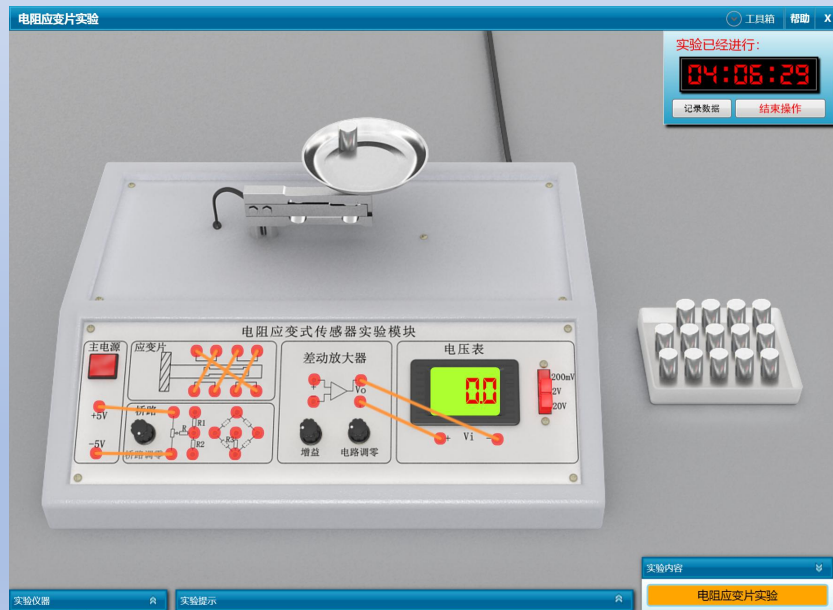 电阻应变片实验
工具箱 帮助 X
实验已经进行:
04:06:29
记录数据 结束操作
电阻应变式传感器实验模块
主电源
应变片
差动放大器
电压表
0.0
200mV
2V
20V
+ Vo
-
+5V
桥路
R R1
R2
R3
-5V
桥路调零
增益 电路调零
+ Vi -
实验仪器
实验提示
实验内容
电阻应变片实验